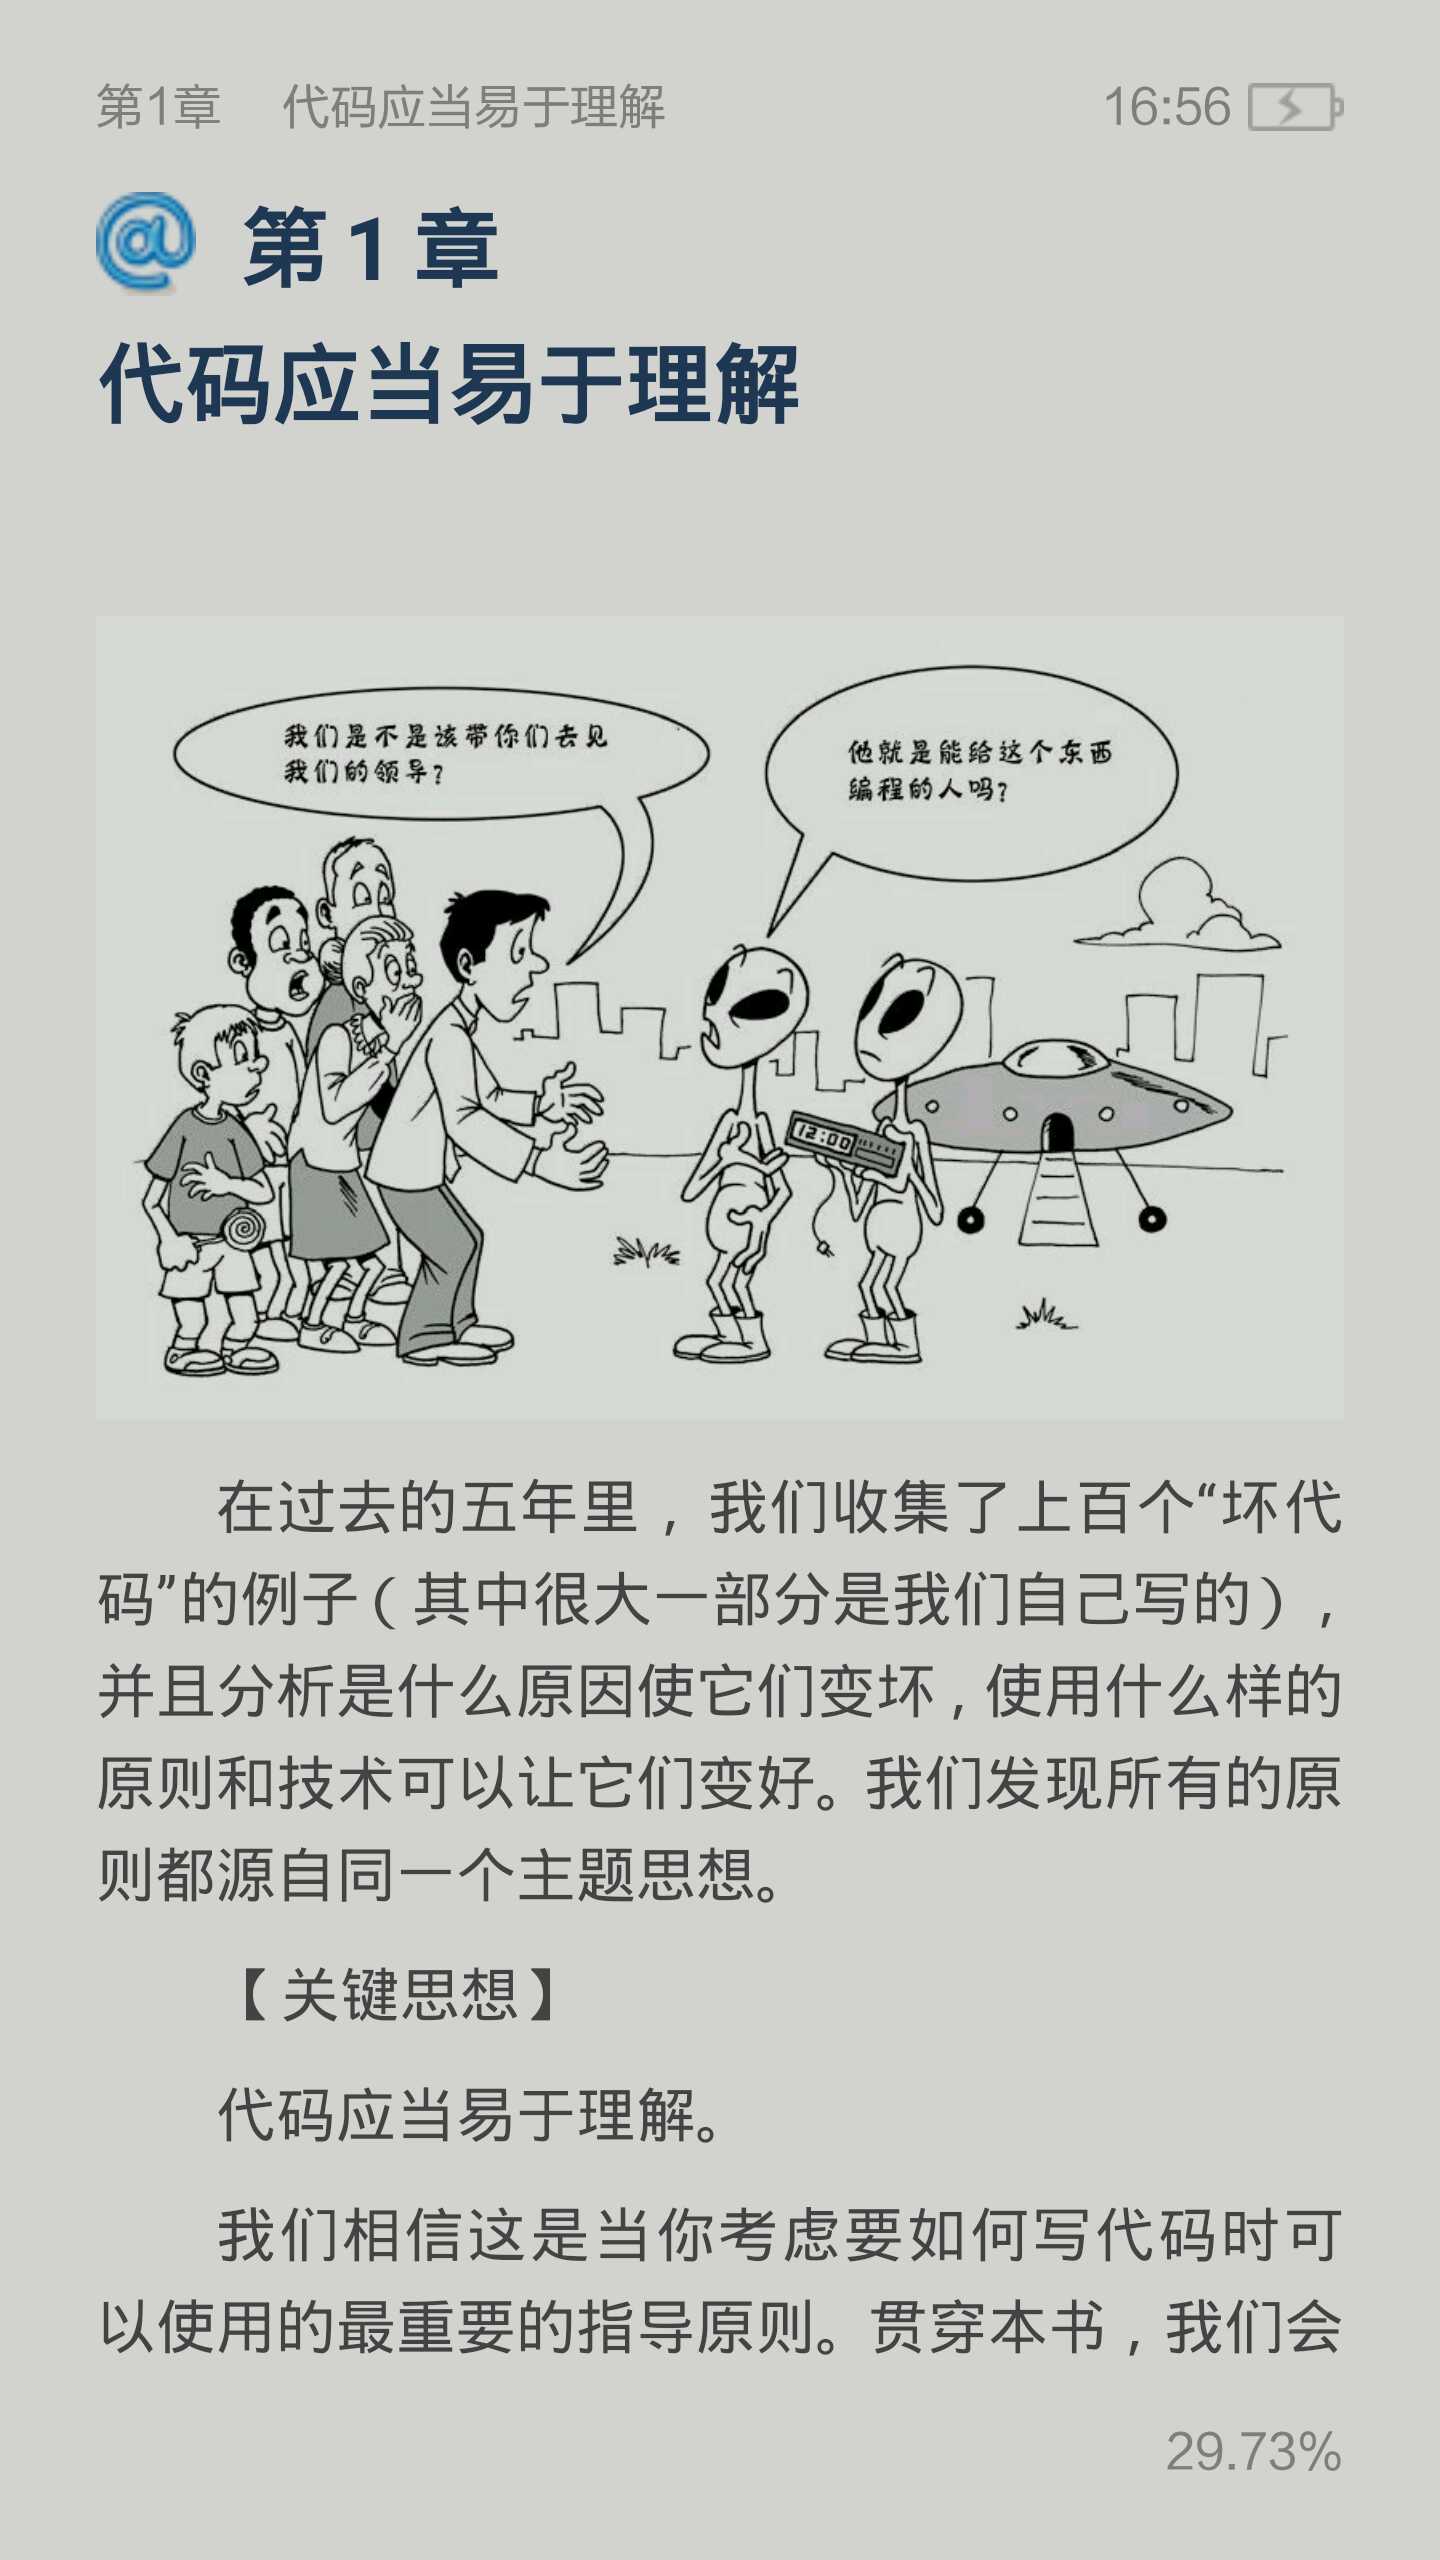 第1章 代码应当易于理解 16:56
@ 第1章
代码应当易于理解
我们是不是该带你们去见
我们的领导?
他就是能给这个东西
编程的人吗?
12:00
在过去的五年里，我们收集了上百个“坏代
码”的例子（其中很大一部分是我们自己写的），
并且分析是什么原因使它们变坏，使用什么样的
原则和技术可以让它们变好。我们发现所有的原
则都源自同一个主题思想。
【关键思想】
代码应当易于理解。
我们相信这是当你考虑要如何写代码时可
以使用的最重要的指导原则。贯穿本书，我们会
29.73%